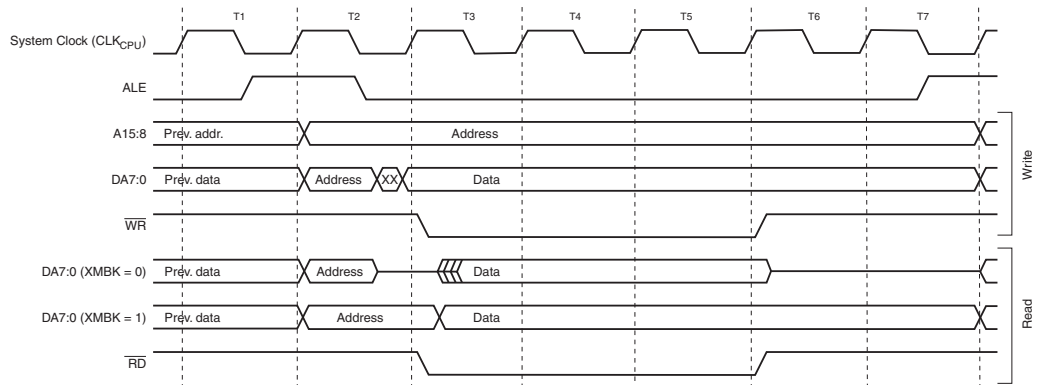 T1 T2 T3 T4 T5 T6 T7
System Clock (CLKCPU)
ALE
A15:8 Prev. addr. Address
DA7:0 Prev. data Address XX Data
WR
Write
DA7:0 (XMBK = 0) Prev. data Address Data
DA7:0 (XMBK = 1) Prev. data Address Data
RD
Read